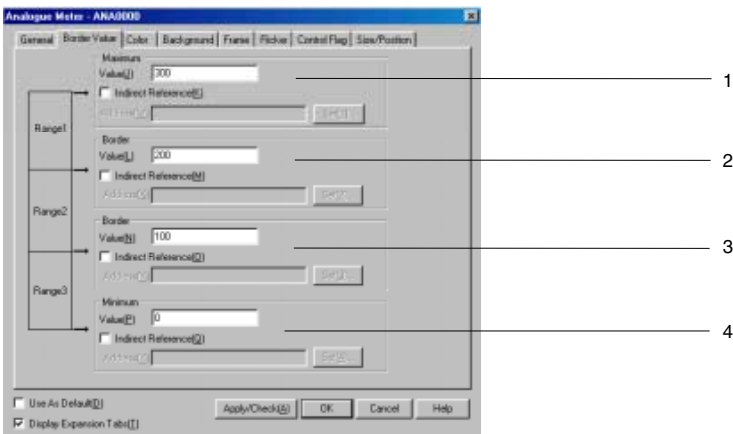 Analogue Meter - ANA0000
General Border Value Color Background Frame Flicker Control Flag Size/Position
Maximum
Value(J) 300
1
Indirect Reference(K)
Range1
Border
Value(L) 200
2
Indirect Reference(M)
Range2
Border
Value(N) 100
3
Indirect Reference(O)
Range3
Minimum
Value(P) 0
4
Indirect Reference(Q)
Use As Default(D)
Apply/Check(A) OK Cancel Help
Display Expansion Tabs(T)